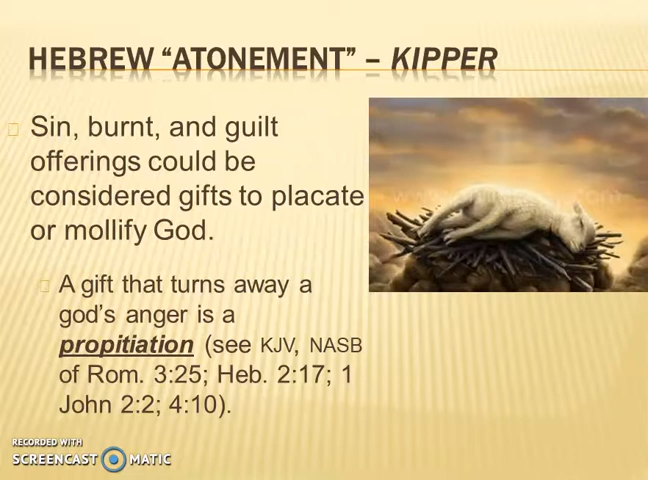 HEBREW “ATONEMENT” – KIPPER
Sin, burnt, and guilt
offerings could be
considered gifts to placate
or mollify God.
A gift that turns away a
god’s anger is a
propitiation (see KJV, NASB
of Rom. 3:25; Heb. 2:17; 1
John 2:2; 4:10).
RECORDED WITH
SCREENCAST MATIC